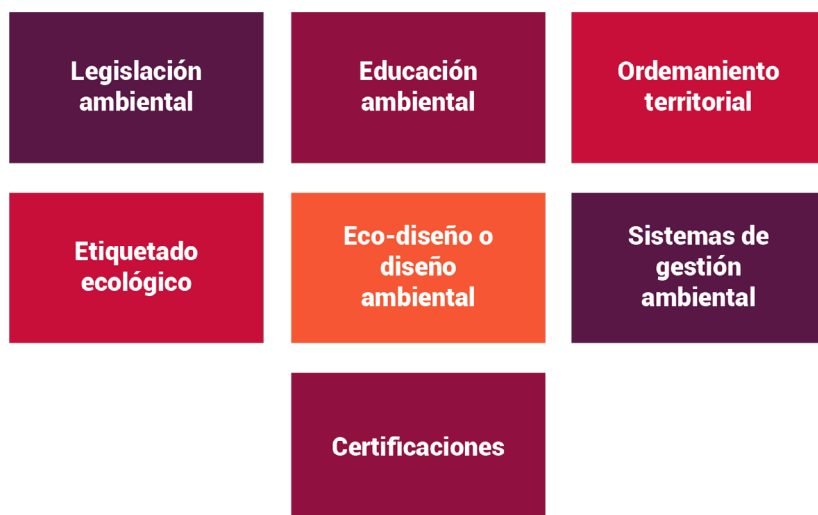 Legislación
ambiental
Educación
ambiental
Ordemaniento
territorial
Etiquetado
ecológico
Eco-diseño o
diseño
ambiental
Sistemas de
gestión
ambiental
Certificaciones